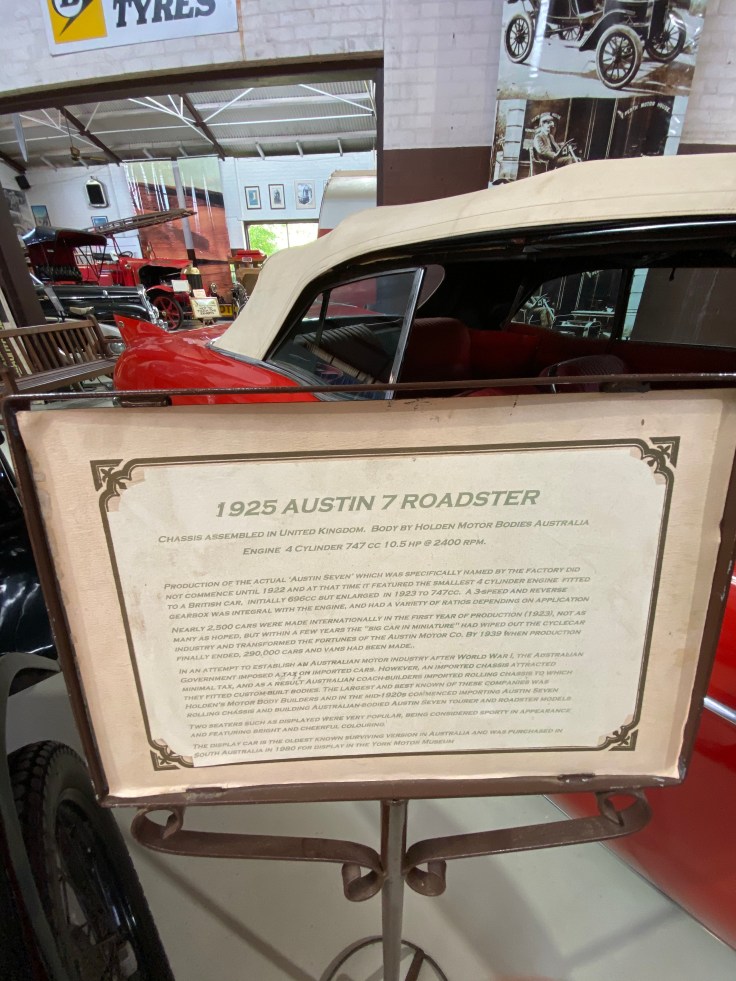 TYRES
1925 AUSTIN 7 ROADSTER
CHASSIS ASSEMBLED IN UNITED KINGDOM. BODY BY HOLDEN MOTOR BODIES AUSTRALIA
ENGINE 4 CYLINDER 747 CC 10.5 HP @ 2400 RPM.
PRODUCTION OF THE ACTUAL 'AUSTIN SEVEN' WHICH WAS SPECIFICALLY NAMED BY THE FACTORY DID
NOT COMMENCE UNTIL 1922 AND AT THAT TIME IT FEATURED THE SMALLEST 4 CYLINDER ENGINE FITTED
TO A BRITISH CAR, INITIALLY 696CC BUT ENLARGED IN 1923 TO 747CC. A 3-SPEED AND REVERSE
GEARBOX WAS INTEGRAL WITH THE ENGINE, AND HAD A VARIETY OF RATIOS DEPENDING ON APPLICATION
NEARLY 2,500 CARS WERE MADE INTERNATIONALLY IN THE FIRST YEAR OF PRODUCTION (1923), NOT AS
MANY AS HOPED, BUT WITHIN A FEW YEARS THE "BIG CAR IN MINIATURE" HAD WIPED OUT THE CYCLECAR
INDUSTRY AND TRANSFORMED THE FORTUNES OF THE AUSTIN MOTOR CO. BY 1939 WHEN PRODUCTION
FINALLY ENDED, 290,000 CARS AND VANS HAD BEEN MADE.
IN AN ATTEMPT TO ESTABLISH AN AUSTRALIAN MOTOR INDUSTRY AFTER WORLD WAR I, THE AUSTRALIAN
GOVERNMENT IMPOSED A TAX ON IMPORTED CARS. HOWEVER, AN IMPORTED CHASSIS ATTRACTED
MINIMAL TAX, AND AS A RESULT AUSTRALIAN COACH-BUILDERS IMPORTED ROLLING CHASSIS TO WHICH
THEY FITTED CUSTOM-BUILT BODIES. THE LARGEST AND BEST KNOWN OF THESE COMPANIES WAS
HOLDEN'S MOTOR BODY BUILDERS AND IN THE MID-1920S COMMENCED IMPORTING AUSTIN SEVEN
ROLLING CHASSIS AND BUILDING AUSTRALIAN-BODIED AUSTIN SEVEN TOURER AND ROADSTER MODELS.
TWO SEATERS SUCH AS DISPLAYED WERE VERY POPULAR, BEING CONSIDERED SPORTY IN APPEARANCE
AND FEATURING BRIGHT AND CHEERFUL COLOURING
THE DISPLAY CAR IS THE OLDEST KNOWN SURVIVING VERSION IN AUSTRALIA AND WAS PURCHASED IN
SOUTH AUSTRALIA IN 1980 FOR DISPLAY IN THE YORK MOTOR MUSEUM